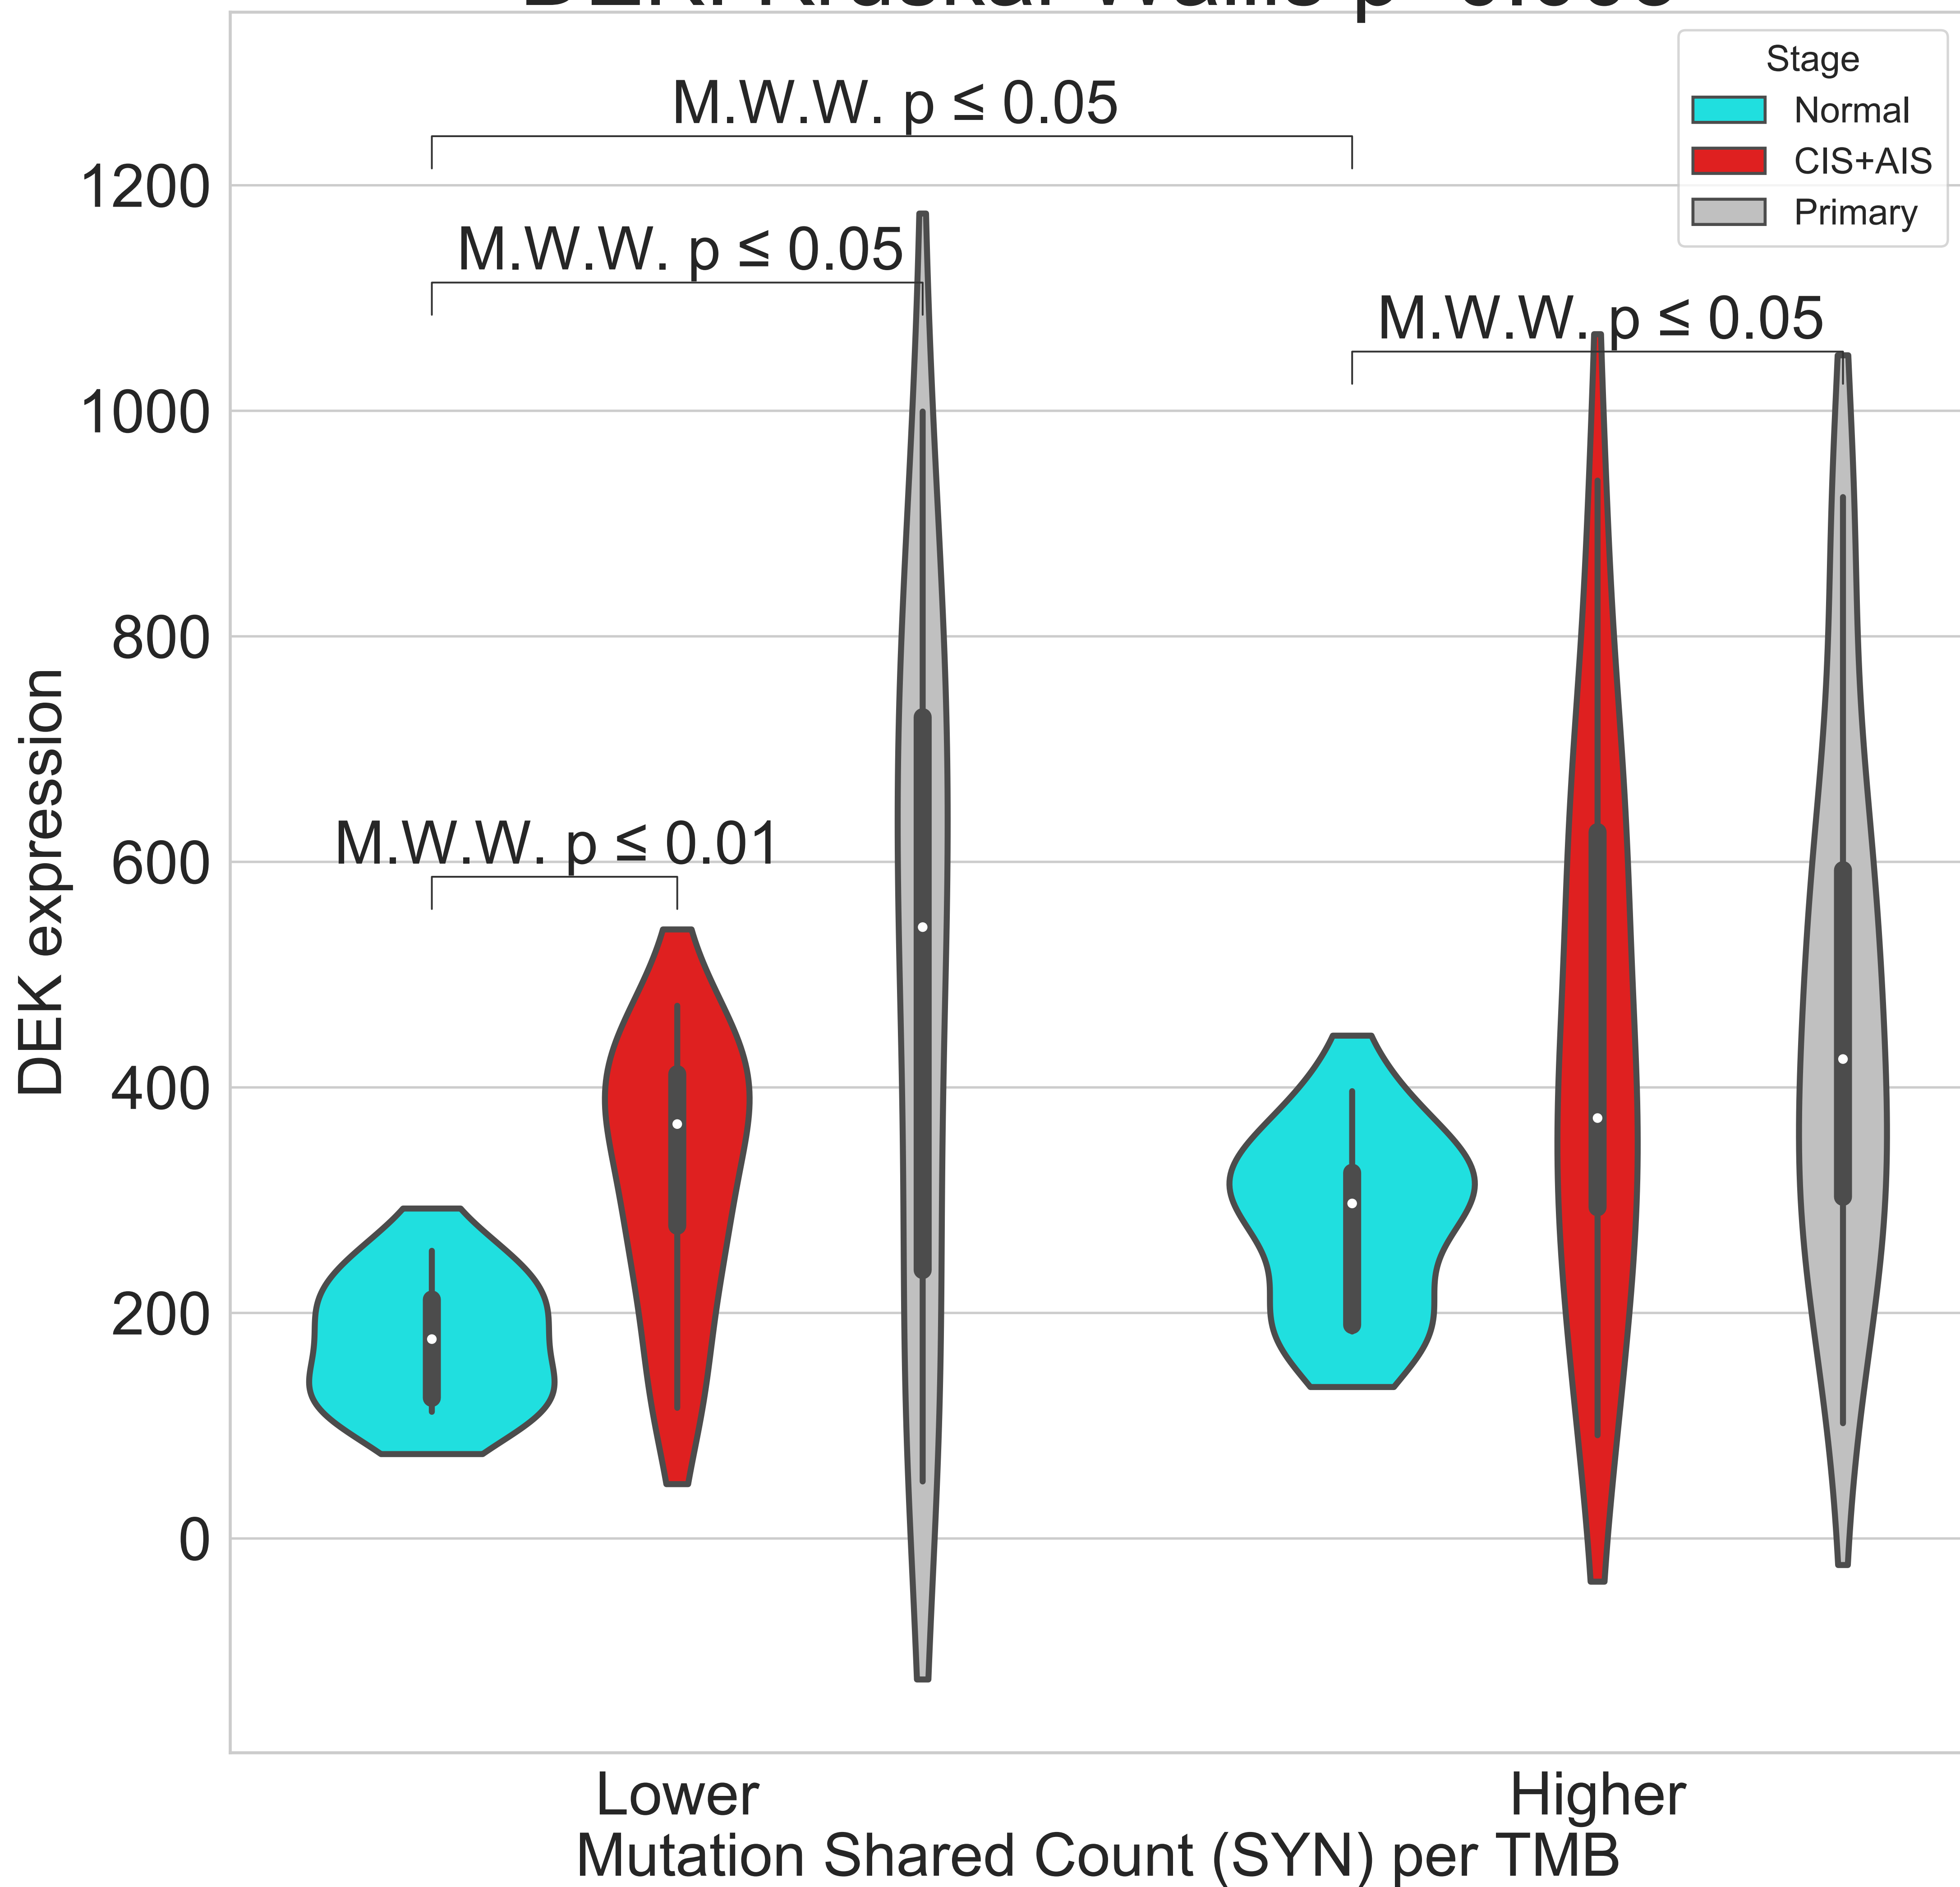 Stage
Normal
CIS+AIS
Primary
M.W.W. p ≤ 0.05
M.W.W. p ≤ 0.05
M.W.W. p ≤ 0.05
M.W.W. p ≤ 0.01
1200
1000
800
600
400
200
0
DEK expression
Lower
Higher
Mutation Shared Count (SYN) per TMB